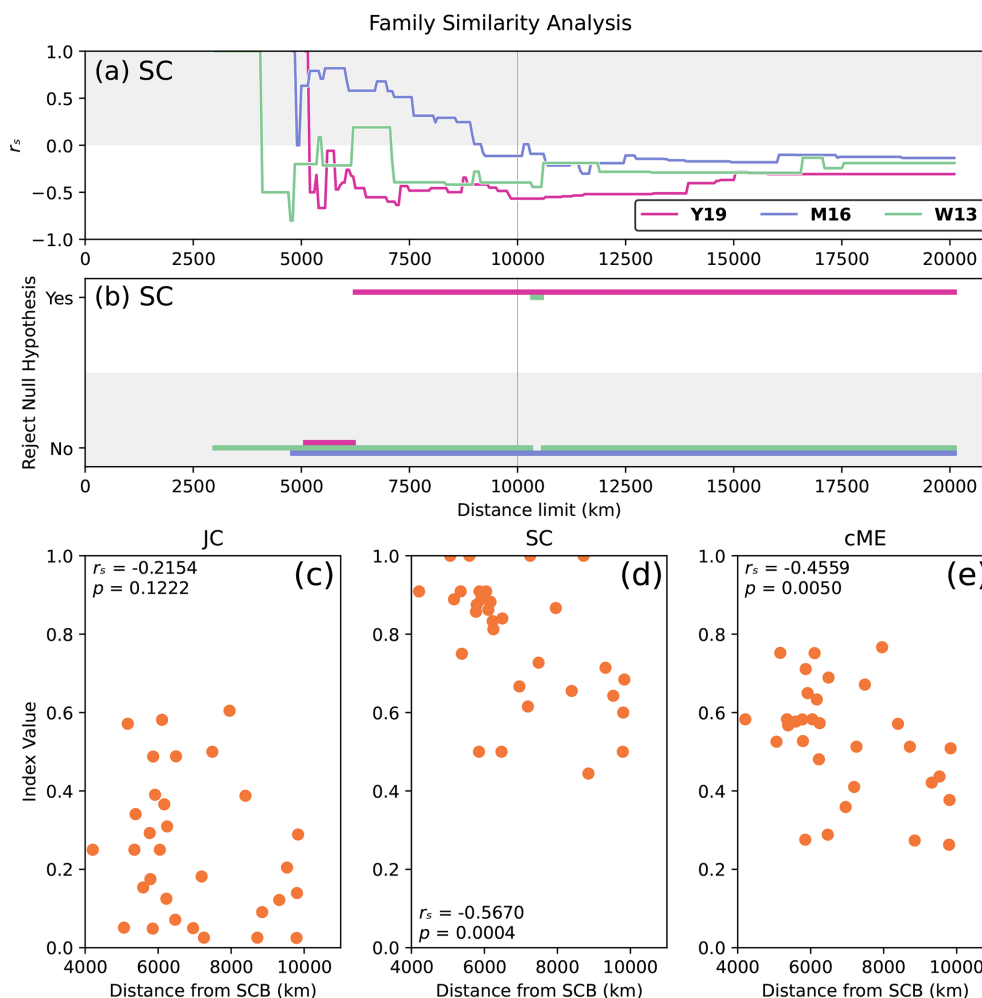 Family Similarity Analysis
(a) SC
1.0
0.5
0.0
−0.5
−1.0
rₛ
Y19 M16 W13
0 2500 5000 7500 10000 12500 15000 17500 20000
(b) SC
Reject Null Hypothesis
Yes
No
0 2500 5000 7500 10000 12500 15000 17500 20000
Distance limit (km)
JC
(c)
rₛ = -0.2154
p = 0.1222
Index Value
1.0
0.8
0.6
0.4
0.2
0.0
4000 6000 8000 10000
Distance from SCB (km)
SC
(d)
1.0
0.8
0.6
0.4
0.2
0.0
rₛ = -0.5670
p = 0.0004
4000 6000 8000 10000
Distance from SCB (km)
cME
(e)
rₛ = -0.4559
p = 0.0050
1.0
0.8
0.6
0.4
0.2
0.0
4000 6000 8000 10000
Distance from SCB (km)